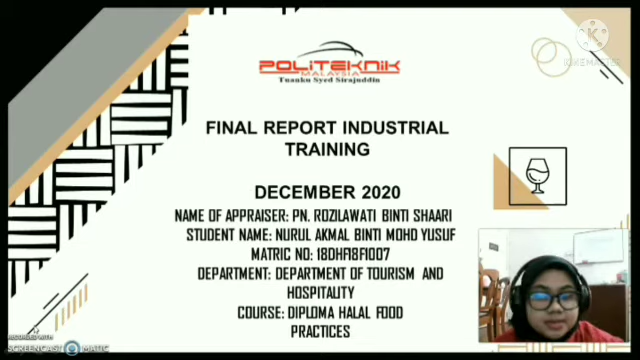 POLITEKNIK
MALAYSIA
Tuanku Syed Sirajuddin
KINEMASTER
FINAL REPORT INDUSTRIAL
TRAINING
DECEMBER 2020
NAME OF APPRAISER: PN. ROZILAWATI BINTI SHAARI
STUDENT NAME: NURUL AKMAL BINTI MOHD YUSUF
MATRIC NO: 18DHF18F1007
DEPARTMENT: DEPARTMENT OF TOURISM AND
HOSPITALITY
COURSE: DIPLOMA HALAL FOOD
PRACTICES
RECORDED WITH
SCREENCAST MATIC